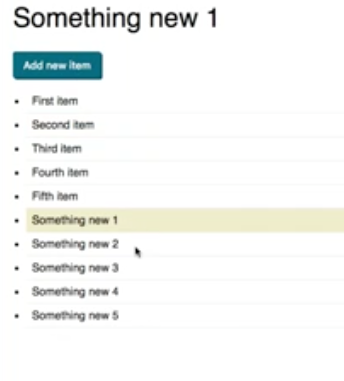 Something new 1
Add new item
First item
Second item
Third item
Fourth item
Fifth item
Something new 1
Something new 2
Something new 3
Something new 4
Something new 5